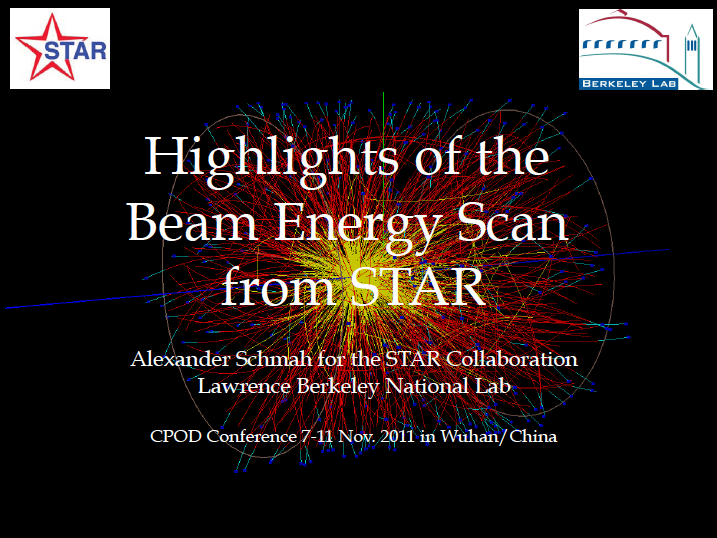 STAR
BERKELEY LAB
Highlights of the
Beam Energy Scan
from STAR
Alexander Schmah for the STAR Collaboration
Lawrence Berkeley National Lab
CPOD Conference 7-11 Nov. 2011 in Wuhan/China